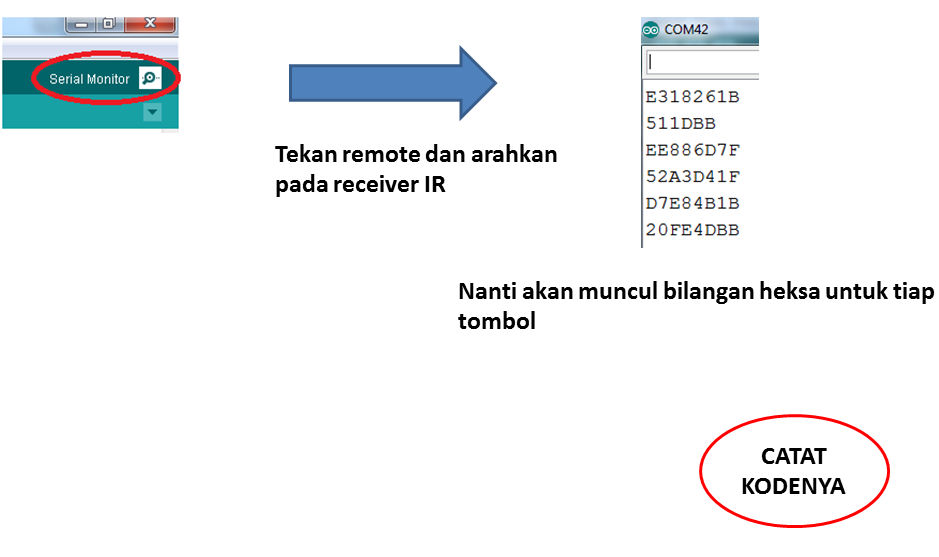 Serial Monitor
Tekan remote dan arahkan
pada receiver IR
COM42
E318261B
511DBB
EE886D7F
52A3D41F
D7E84B1B
20FE4DBB
Nanti akan muncul bilangan heksa untuk tiap
tombol
CATAT
KODENYA